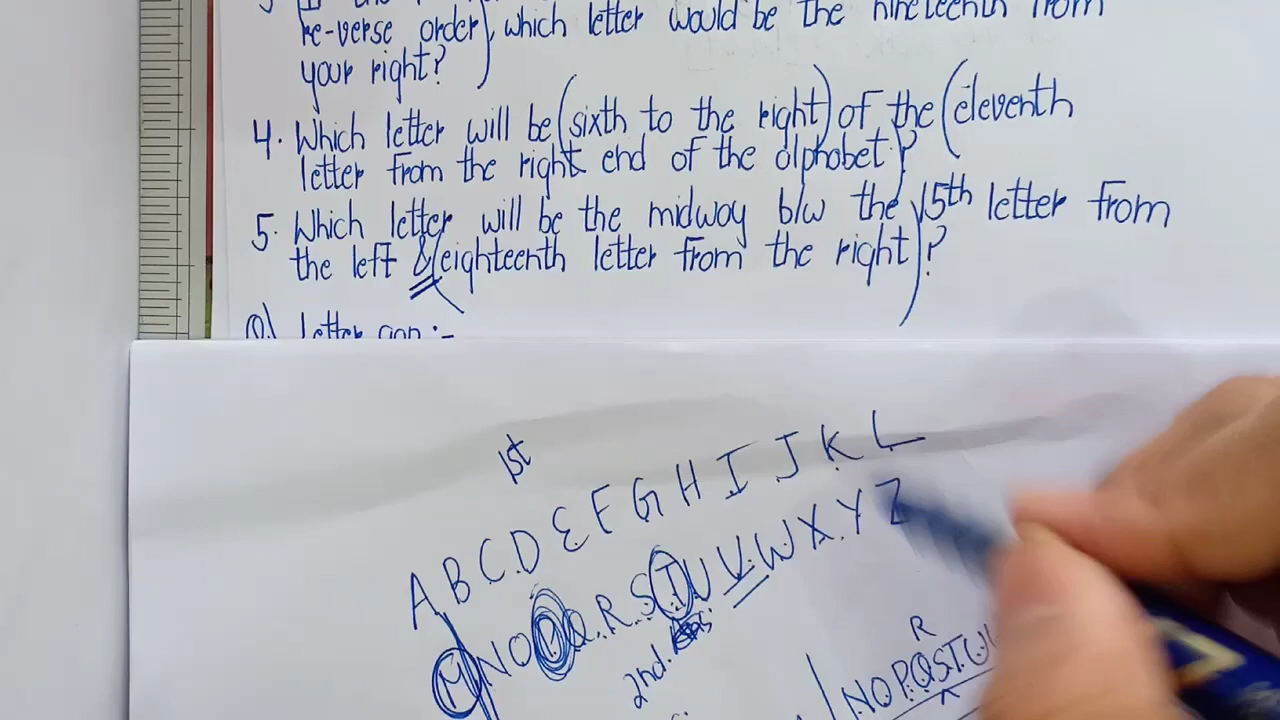 re-verse order), which letter would be the nineteenth from
your right?
4. Which letter will be (sixth to the right) of the (eleventh
letter from the right end of the alphabet)?
5. Which letter will be the midway b/w the 15th letter from
the left & (eighteenth letter from the right)?
Q) Letter gap :-
1st
A B C D E F G H I J K L
M N O P Q R S T U V W X Y Z
2nd.
R
N O P Q S T U